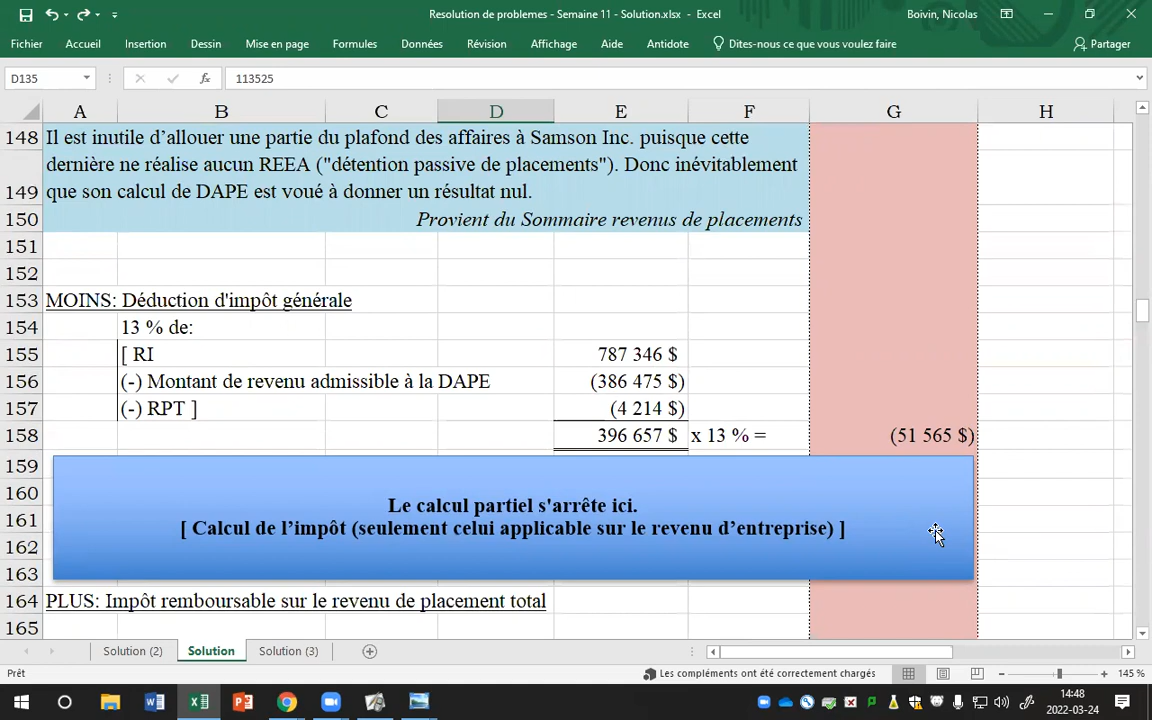 Resolution de problemes - Semaine 11 - Solution.xlsx - Excel
Boivin, Nicolas
Fichier Accueil Insertion Dessin Mise en page Formules Données Révision Affichage Aide Antidote Dites-nous ce que vous voulez faire Partager
D135 fx 113525
A B C D E F G H
148 Il est inutile d'allouer une partie du plafond des affaires à Samson Inc. puisque cette
dernière ne réalise aucun REEA ("détention passive de placements"). Donc inévitablement
149 que son calcul de DAPE est voué à donner un résultat nul.
150 Provient du Sommaire revenus de placements
151
152
153 MOINS: Déduction d'impôt générale
154 13 % de:
155 [ RI 787 346 $
156 (-) Montant de revenu admissible à la DAPE (386 475 $)
157 (-) RPT ] (4 214 $)
158 396 657 $ x 13 % = (51 565 $)
159
160 Le calcul partiel s'arrête ici.
161 [ Calcul de l'impôt (seulement celui applicable sur le revenu d'entreprise) ]
162
163
164 PLUS: Impôt remboursable sur le revenu de placement total
165
Solution (2) Solution Solution (3)
Prêt Les compléments ont été correctement chargés 145 %
14:48
2022-03-24